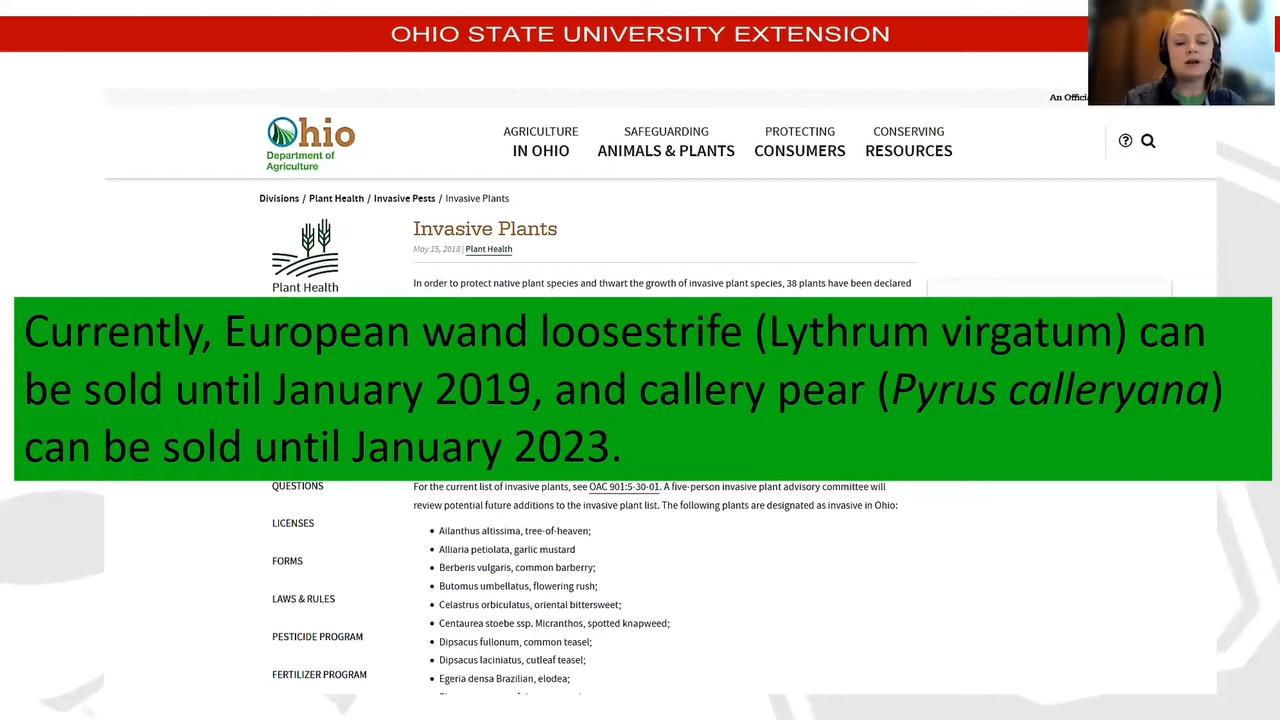 OHIO STATE UNIVERSITY EXTENSION
An Officia
Ohio
Department of
Agriculture
AGRICULTURE
IN OHIO
SAFEGUARDING
ANIMALS & PLANTS
PROTECTING
CONSUMERS
CONSERVING
RESOURCES
Divisions / Plant Health / Invasive Pests / Invasive Plants
Plant Health
Invasive Plants
May 15, 2018 | Plant Health
In order to protect native plant species and thwart the growth of invasive plant species, 38 plants have been declared
Currently, European wand loosestrife (Lythrum virgatum) can
be sold until January 2019, and callery pear (Pyrus calleryana)
can be sold until January 2023.
QUESTIONS
LICENSES
FORMS
LAWS & RULES
PESTICIDE PROGRAM
FERTILIZER PROGRAM
For the current list of invasive plants, see OAC 901:5-30-01. A five-person invasive plant advisory committee will
review potential future additions to the invasive plant list. The following plants are designated as invasive in Ohio:
• Ailanthus altissima, tree-of-heaven;
• Alliaria petiolata, garlic mustard
• Berberis vulgaris, common barberry;
• Butomus umbellatus, flowering rush;
• Celastrus orbiculatus, oriental bittersweet;
• Centaurea stoebe ssp. Micranthos, spotted knapweed;
• Dipsacus fullonum, common teasel;
• Dipsacus laciniatus, cutleaf teasel;
• Egeria densa Brazilian, elodea;